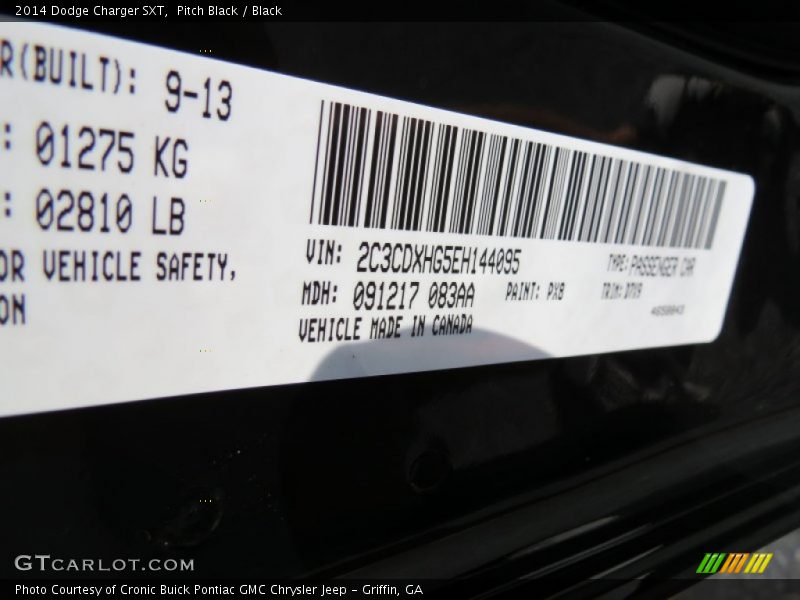 2014 Dodge Charger SXT, Pitch Black / Black
R(BUILT): 9-13
: 01275 KG
: 02810 LB
OR VEHICLE SAFETY,
ON
VIN: 2C3CDXHG5EH144095
TYPE: PASSENGER CAR
MDH: 091217 083AA
PAINT: PX8
TRIM: D7X9
VEHICLE MADE IN CANADA
GTCARLOT.COM
Photo Courtesy of Cronic Buick Pontiac GMC Chrysler Jeep - Griffin, GA